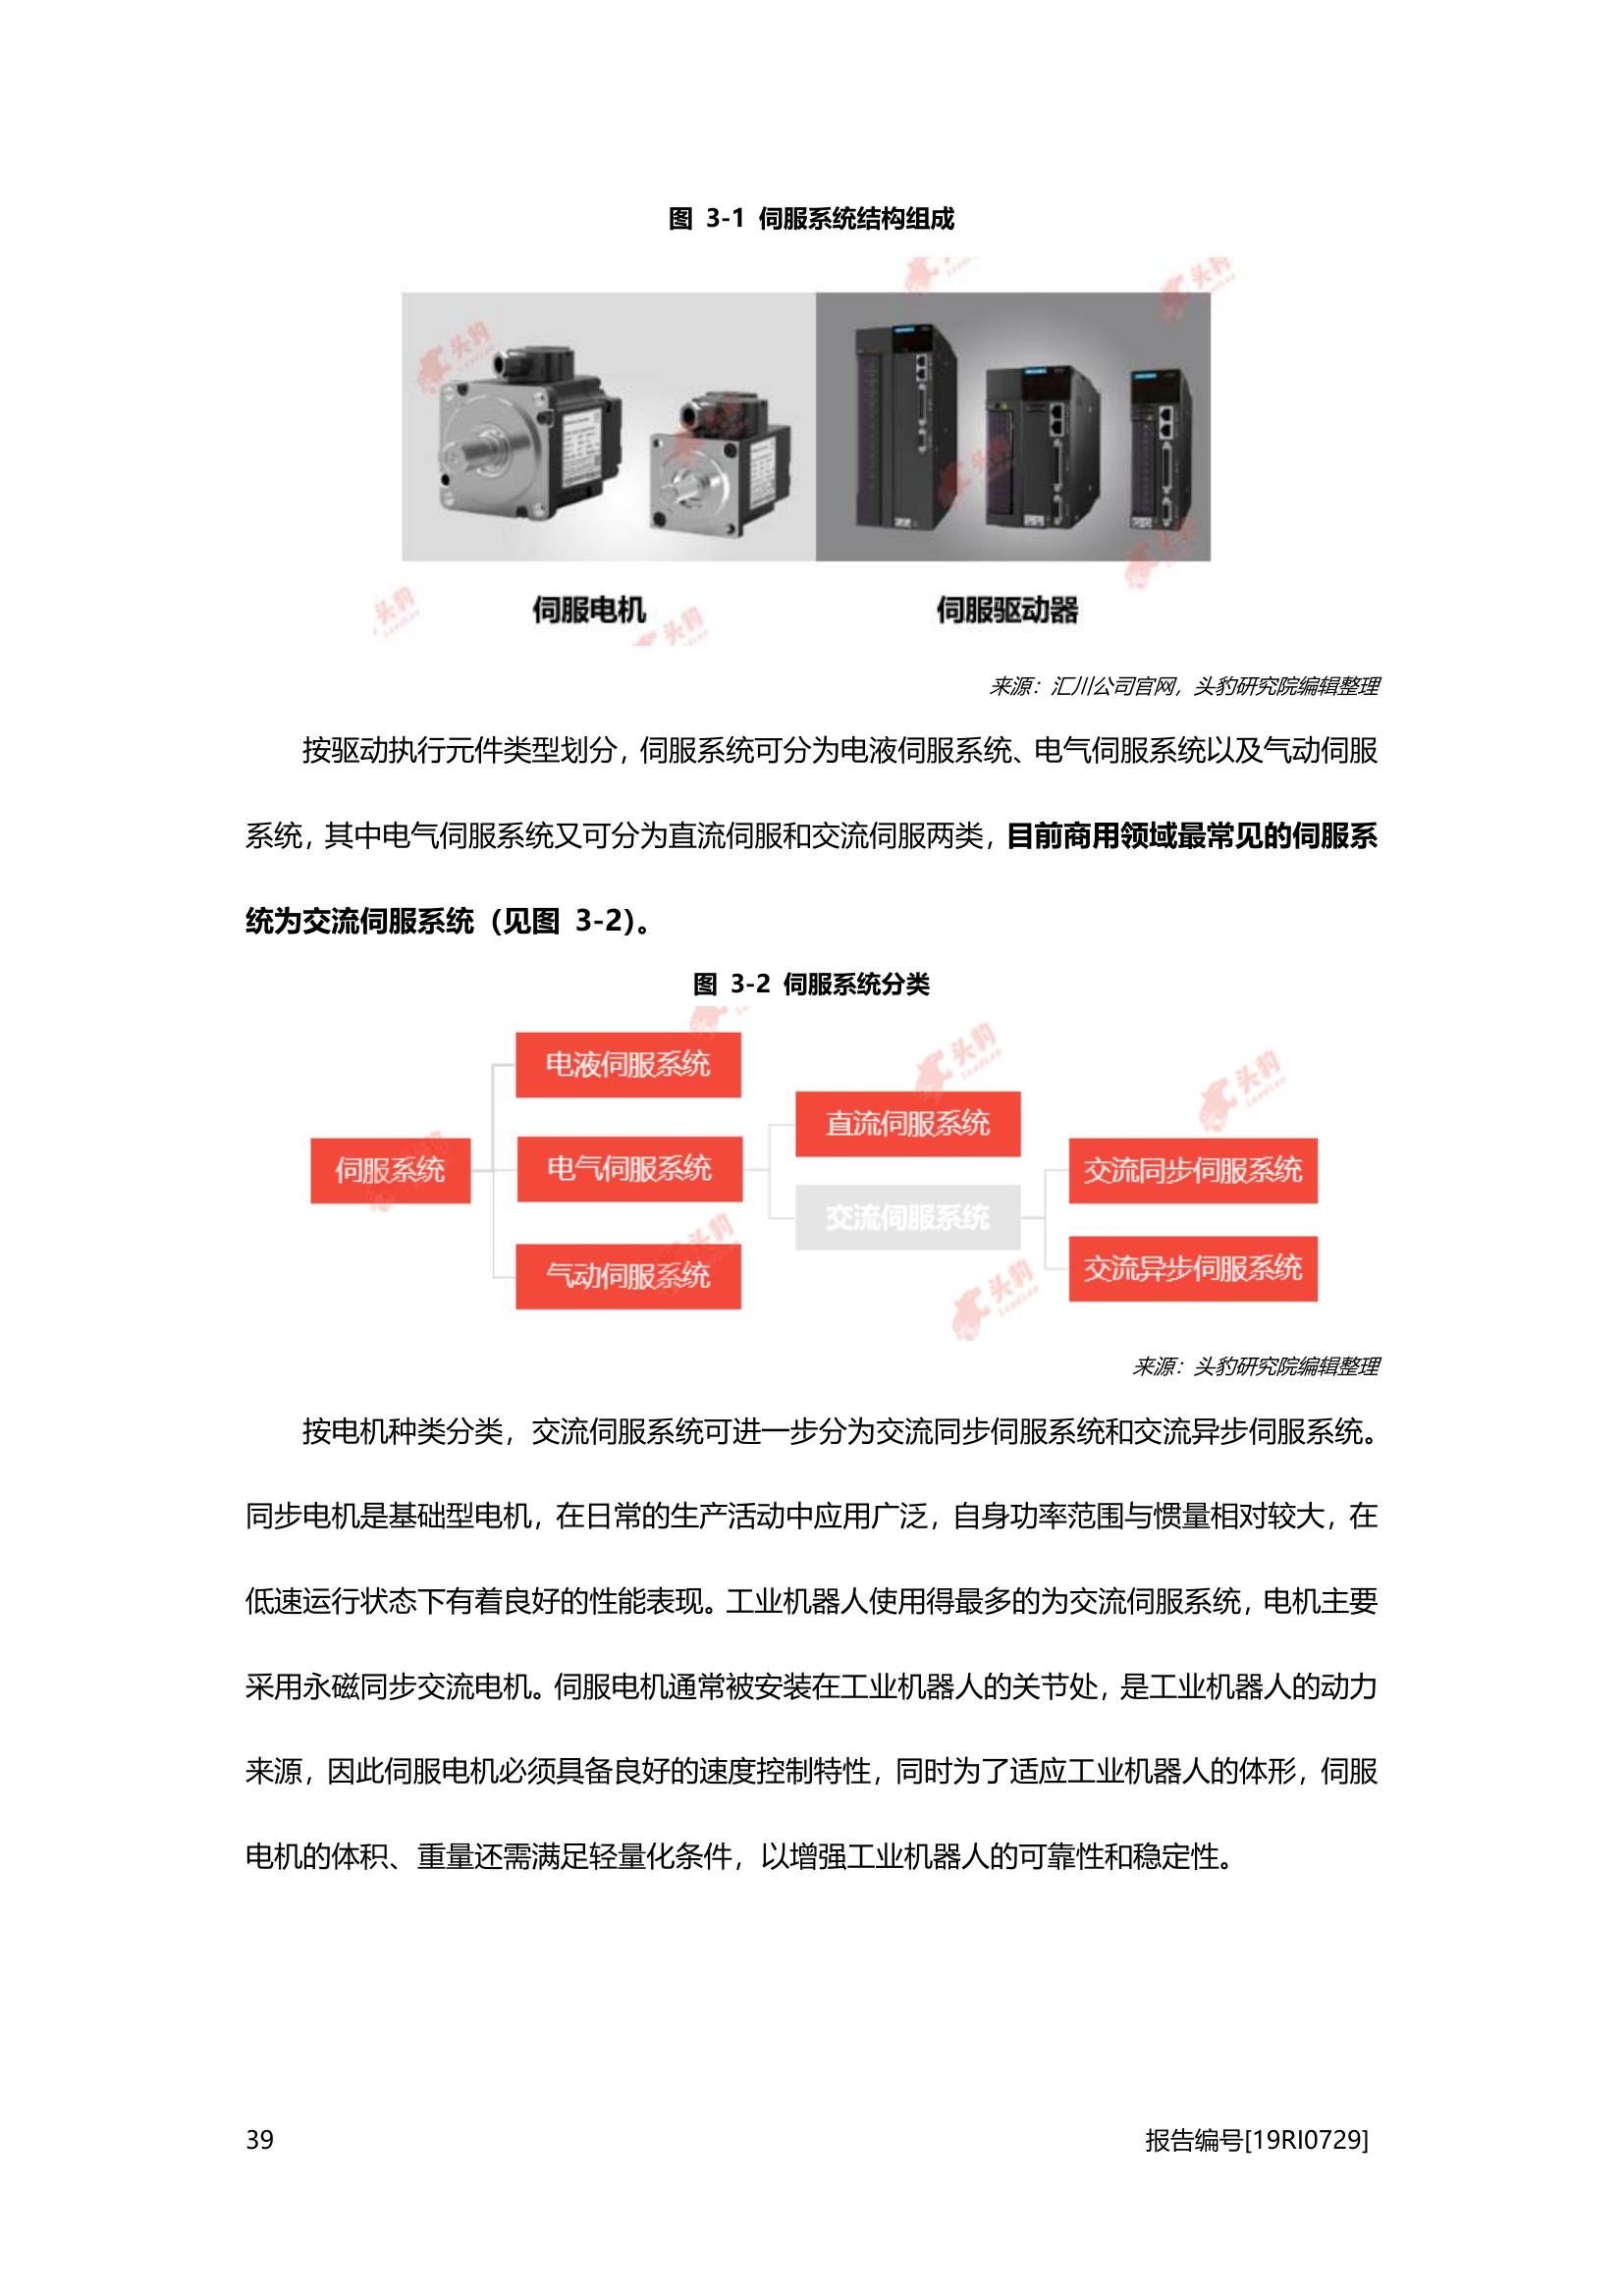 图 3-1 伺服系统结构组成
伺服电机
伺服驱动器
来源：汇川公司官网，头豹研究院编辑整理
按驱动执行元件类型划分，伺服系统可分为电液伺服系统、电气伺服系统以及气动伺服
系统，其中电气伺服系统又可分为直流伺服和交流伺服两类，目前商用领域最常见的伺服系
统为交流伺服系统（见图 3-2）。
图 3-2 伺服系统分类
伺服系统
电液伺服系统
电气伺服系统
气动伺服系统
直流伺服系统
交流伺服系统
交流同步伺服系统
交流异步伺服系统
头豹
LeadLeo
来源：头豹研究院编辑整理
按电机种类分类，交流伺服系统可进一步分为交流同步伺服系统和交流异步伺服系统。
同步电机是基础型电机，在日常的生产活动中应用广泛，自身功率范围与惯量相对较大，在
低速运行状态下有着良好的性能表现。工业机器人使用得最多的为交流伺服系统，电机主要
采用永磁同步交流电机。伺服电机通常被安装在工业机器人的关节处，是工业机器人的动力
来源，因此伺服电机必须具备良好的速度控制特性，同时为了适应工业机器人的体形，伺服
电机的体积、重量还需满足轻量化条件，以增强工业机器人的可靠性和稳定性。
39
报告编号[19RI0729]